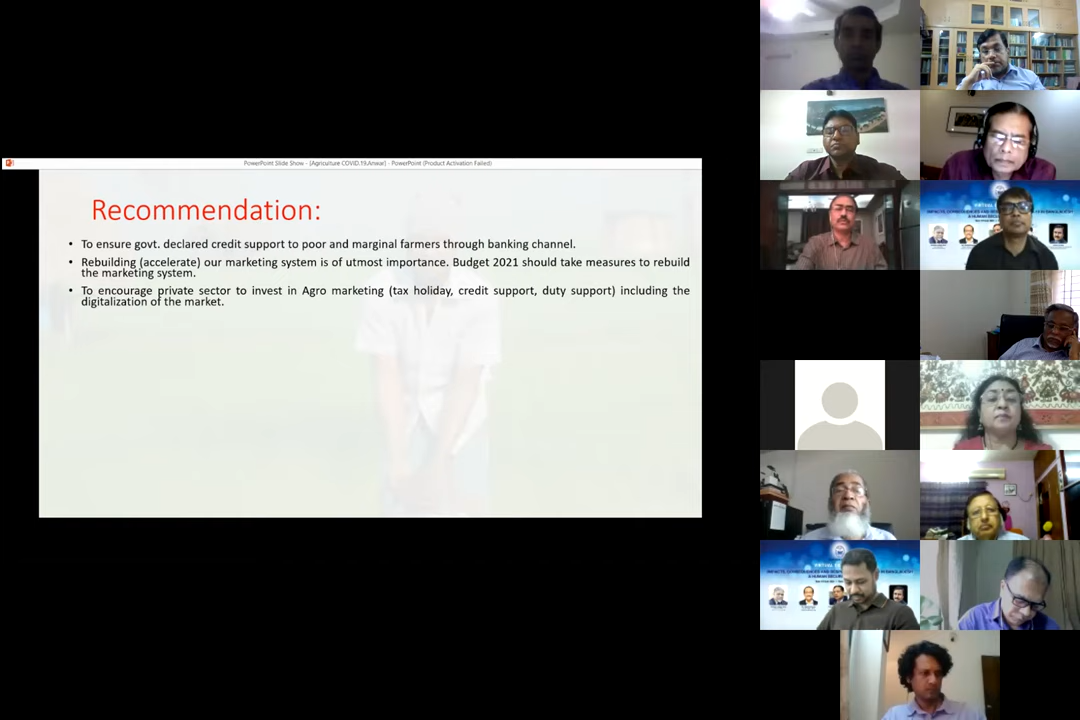 PowerPoint Slide Show - [Agriculture COVID.19.Anwar] - PowerPoint (Product Activation Failed)
Recommendation:
• To ensure govt. declared credit support to poor and marginal farmers through banking channel.
• Rebuilding (accelerate) our marketing system is of utmost importance. Budget 2021 should take measures to rebuild
the marketing system.
• To encourage private sector to invest in Agro marketing (tax holiday, credit support, duty support) including the
digitalization of the market.